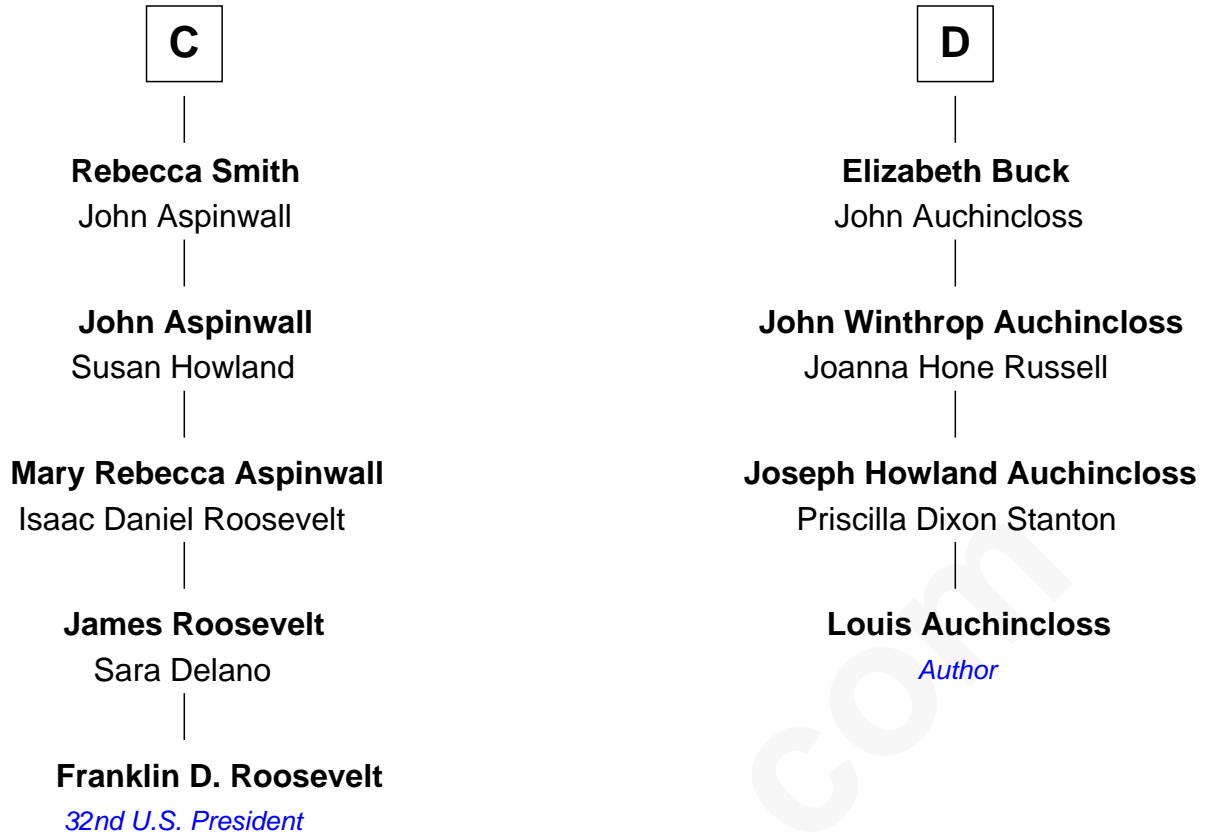 C
Rebecca Smith
John Aspinwall
John Aspinwall
Susan Howland
Mary Rebecca Aspinwall
Isaac Daniel Roosevelt
James Roosevelt
Sara Delano
Franklin D. Roosevelt
32nd U.S. President
D
Elizabeth Buck
John Auchincloss
John Winthrop Auchincloss
Joanna Hone Russell
Joseph Howland Auchincloss
Priscilla Dixon Stanton
Louis Auchincloss
Author
com